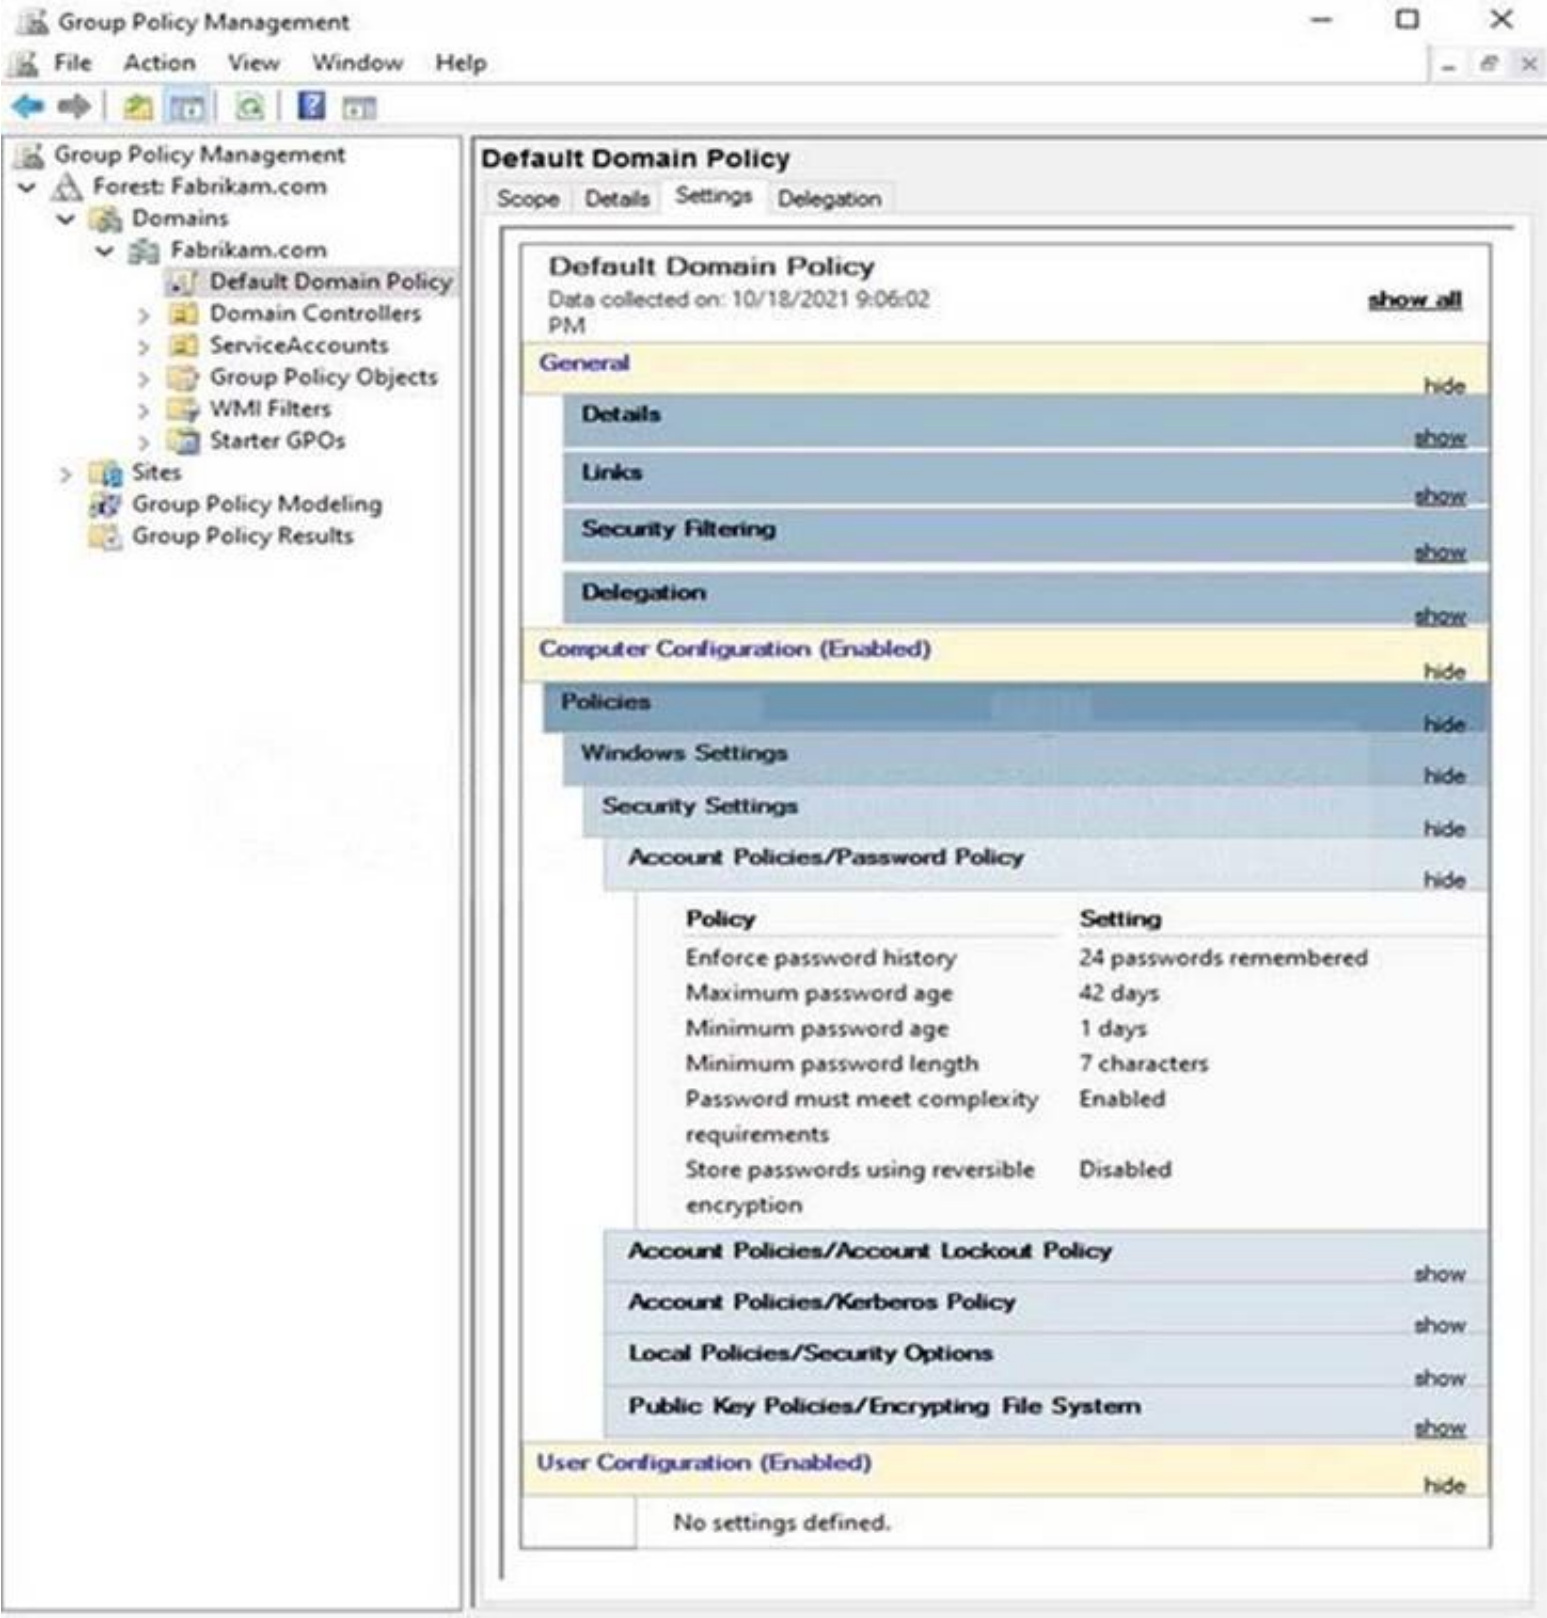 Group Policy Management
File Action View Window Help
Group Policy Management
Forest: Fabrikam.com
Domains
Fabrikam.com
Default Domain Policy
Domain Controllers
ServiceAccounts
Group Policy Objects
WMI Filters
Starter GPOs
Sites
Group Policy Modeling
Group Policy Results
Default Domain Policy
Scope Details Settings Delegation
Default Domain Policy
Data collected on: 10/18/2021 9:06:02
PM
show all
General
hide
Details
show
Links
show
Security Filtering
show
Delegation
show
Computer Configuration (Enabled)
hide
Policies
hide
Windows Settings
hide
Security Settings
hide
Account Policies/Password Policy
hide
Policy Setting
Enforce password history 24 passwords remembered
Maximum password age 42 days
Minimum password age 1 days
Minimum password length 7 characters
Password must meet complexity Enabled
requirements
Store passwords using reversible Disabled
encryption
Account Policies/Account Lockout Policy
show
Account Policies/Kerberos Policy
show
Local Policies/Security Options
show
Public Key Policies/Encrypting File System
show
User Configuration (Enabled)
hide
No settings defined.